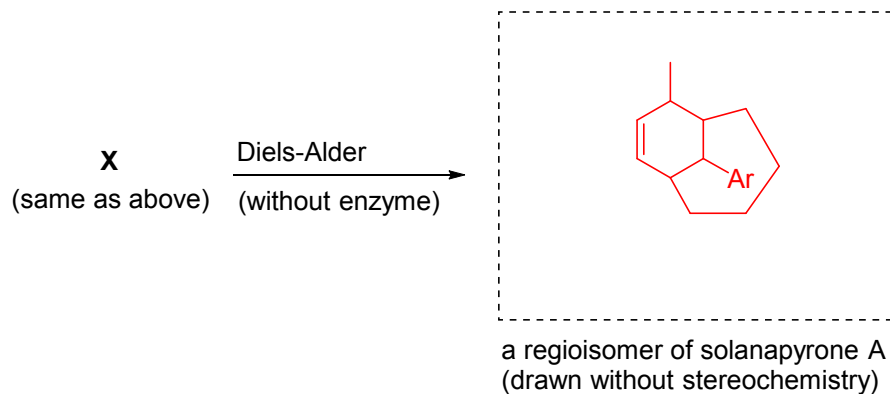 X
(same as above)
Diels-Alder
(without enzyme)
Ar
a regioisomer of solanapyrone A
(drawn without stereochemistry)